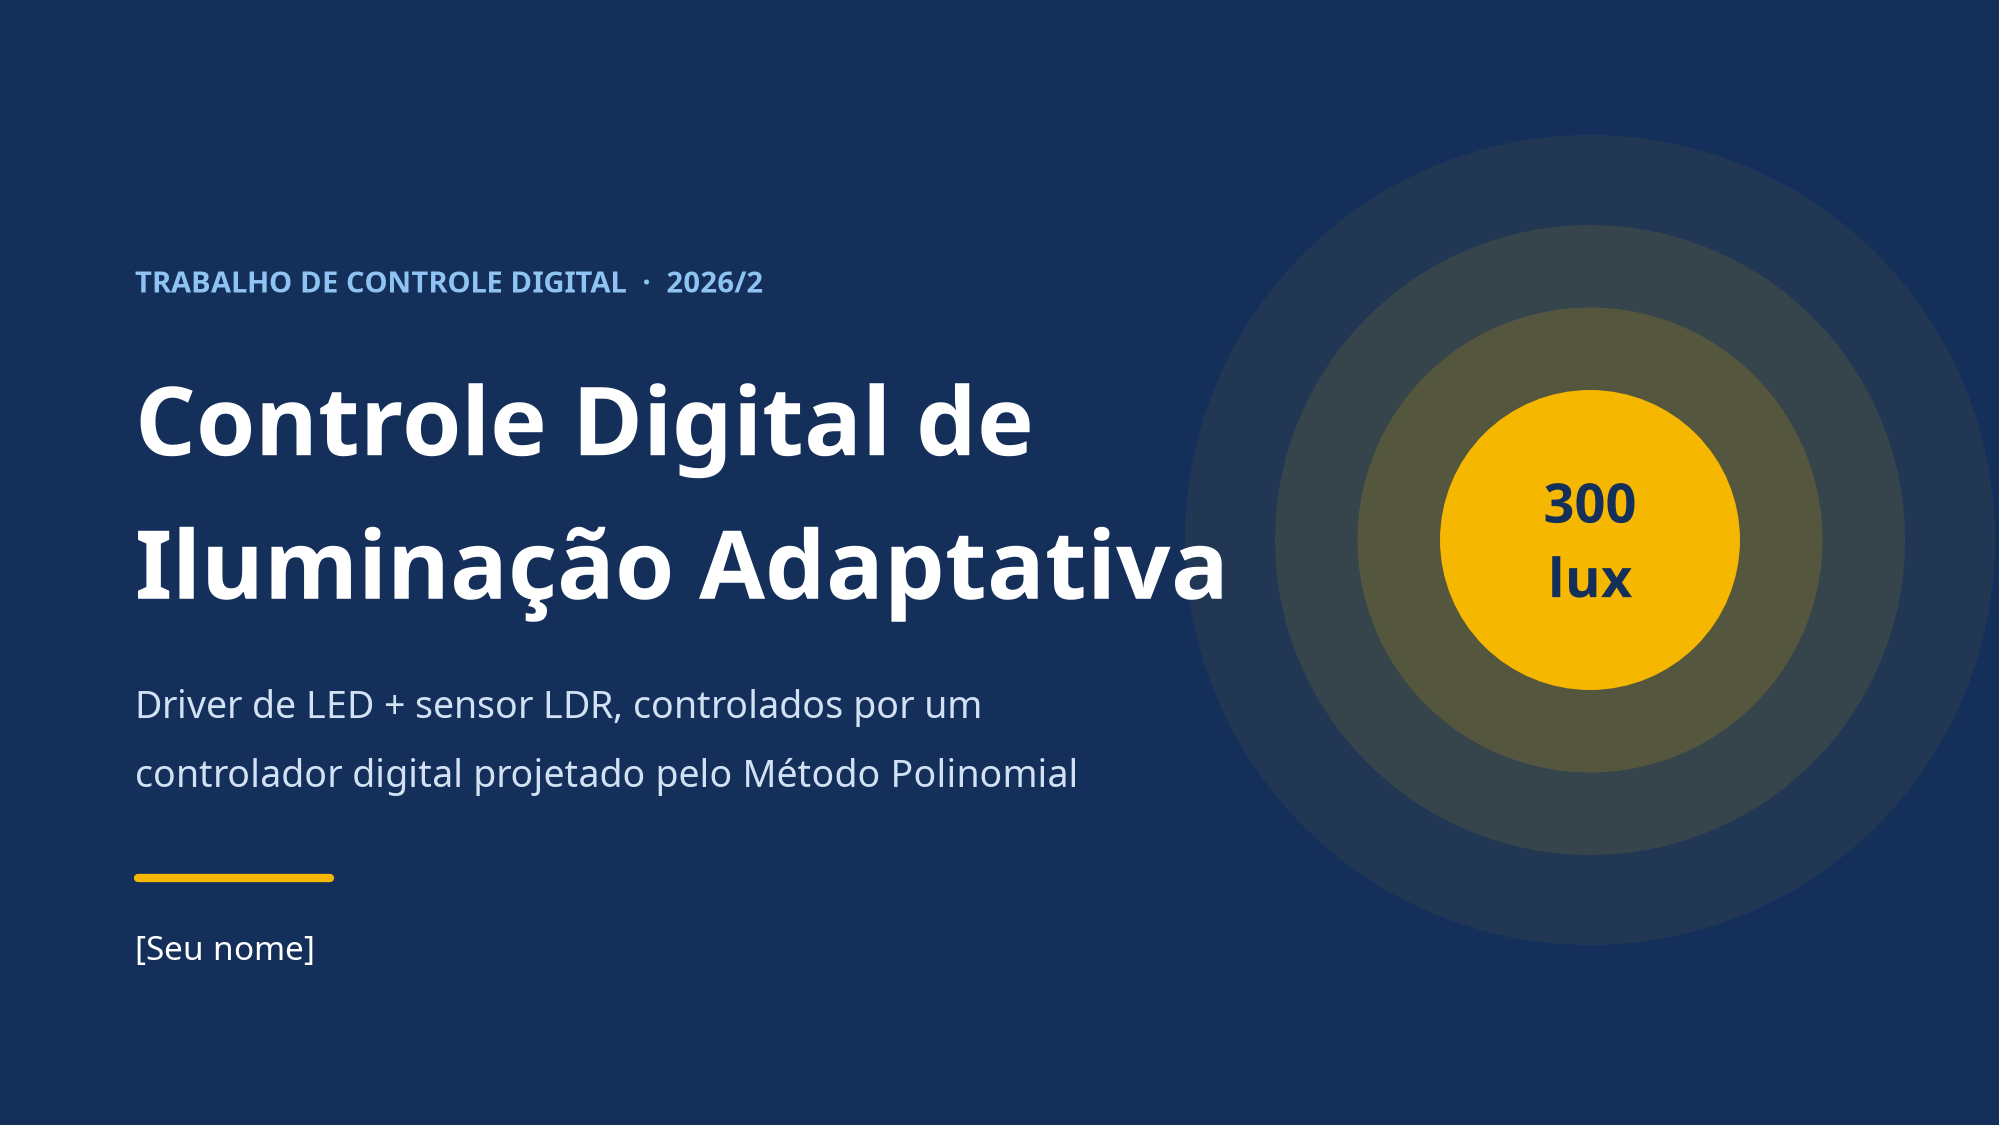 TRABALHO DE CONTROLE DIGITAL · 2026/2
Controle Digital de
Iluminação Adaptativa
300
lux
Driver de LED + sensor LDR, controlados por um
controlador digital projetado pelo Método Polinomial
[Seu nome]